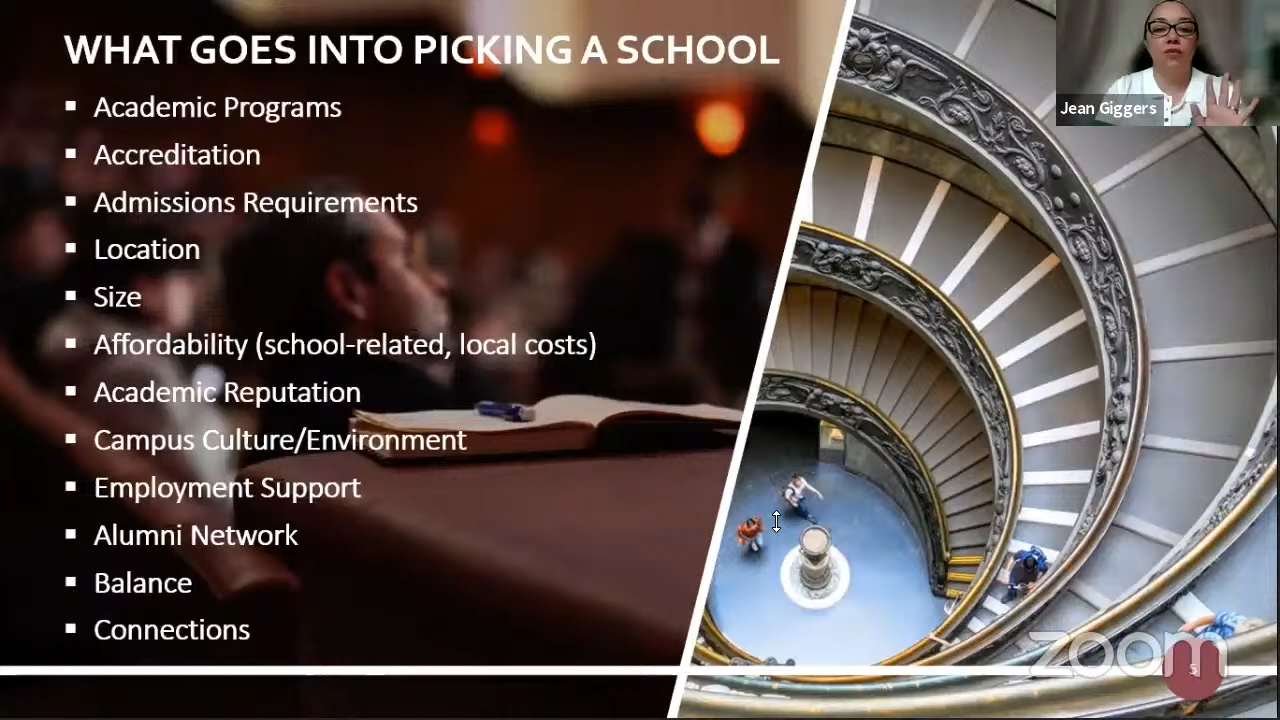 WHAT GOES INTO PICKING A SCHOOL
▪ Academic Programs
▪ Accreditation
▪ Admissions Requirements
▪ Location
▪ Size
▪ Affordability (school-related, local costs)
▪ Academic Reputation
▪ Campus Culture/Environment
▪ Employment Support
▪ Alumni Network
▪ Balance
▪ Connections
Jean Giggers
zoom
5